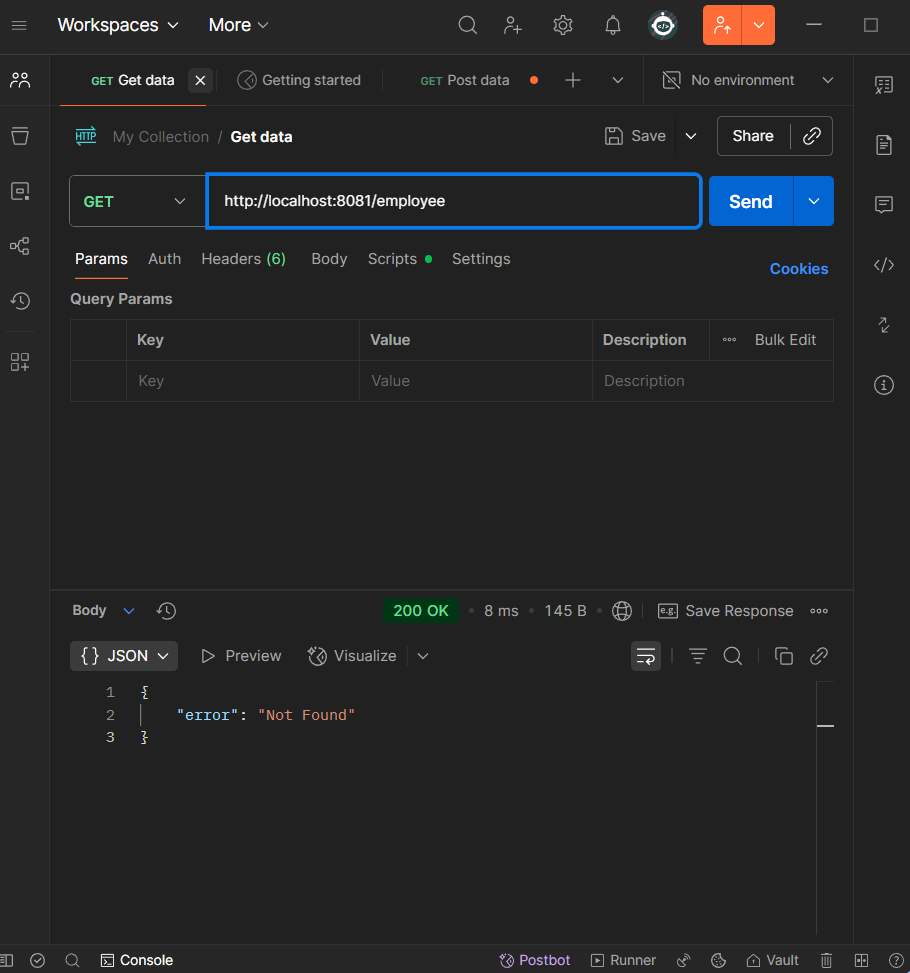 Workspaces More
GET Get data Getting started GET Post data No environment
HTTP My Collection / Get data Save Share
GET http://localhost:8081/employee Send
Params Auth Headers (6) Body Scripts Settings Cookies
Query Params
Key Value Description Bulk Edit
Key Value Description
Body 200 OK 8 ms 145 B e.g. Save Response
{} JSON Preview Visualize
1 {
2 "error": "Not Found"
3 }
Console Postbot Runner Vault